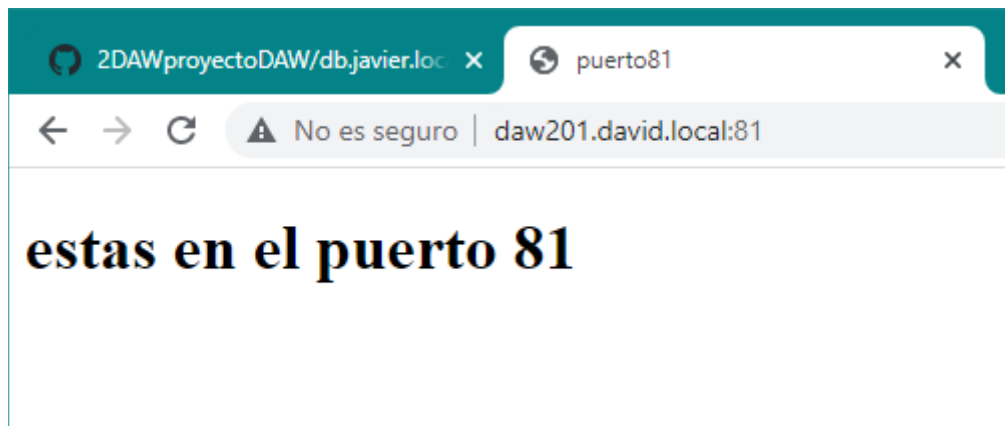 2DAWproyectoDAW/db.javier.loc
puerto81
No es seguro | daw201.david.local:81
estas en el puerto 81